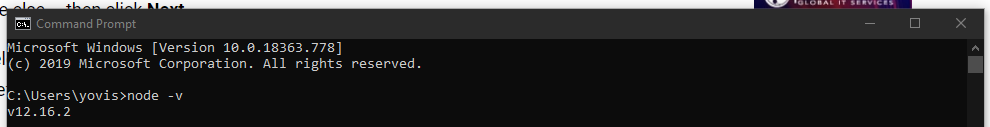 e else... then click Next
GLOBAL IT SERVICES
Command Prompt
Microsoft Windows [Version 10.0.18363.778]
(c) 2019 Microsoft Corporation. All rights reserved.
C:\Users\yovis>node -v
v12.16.2